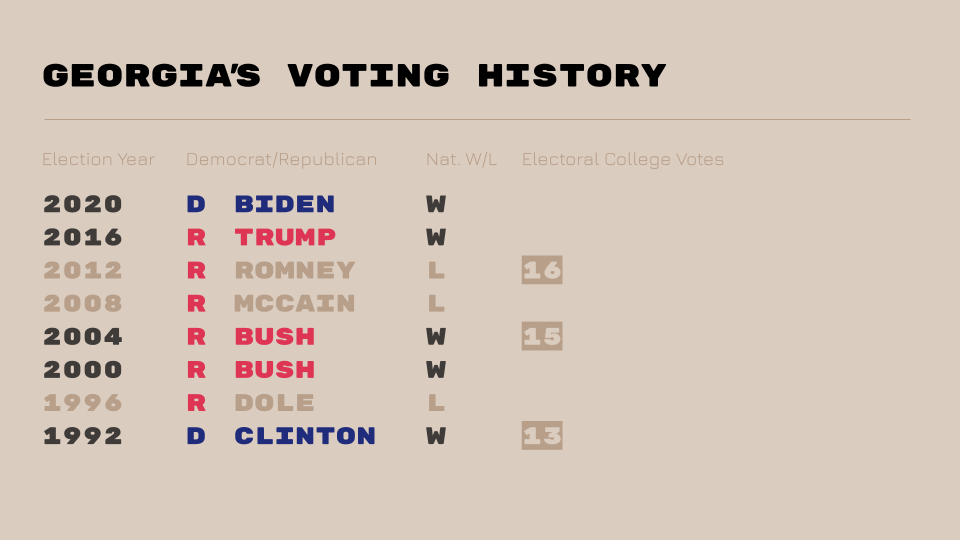 GEORGIA'S VOTING HISTORY
Election Year Democrat/Republican Nat. W/L Electoral College Votes
2020 D BIDEN W
2016 R TRUMP W
2012 R ROMNEY L 16
2008 R MCCAIN L
2004 R BUSH W 15
2000 R BUSH W
1996 R DOLE L
1992 D CLINTON W 13